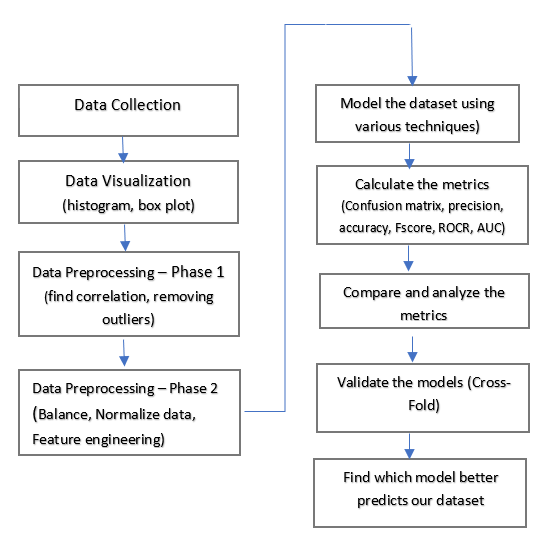 Data Collection
Data Visualization
(histogram, box plot)
Data Preprocessing – Phase 1
(find correlation, removing
outliers)
Data Preprocessing – Phase 2
(Balance, Normalize data,
Feature engineering)
Model the dataset using
various techniques)
Calculate the metrics
(Confusion matrix, precision,
accuracy, Fscore, ROCR, AUC)
Compare and analyze the
metrics
Validate the models (Cross-
Fold)
Find which model better
predicts our dataset